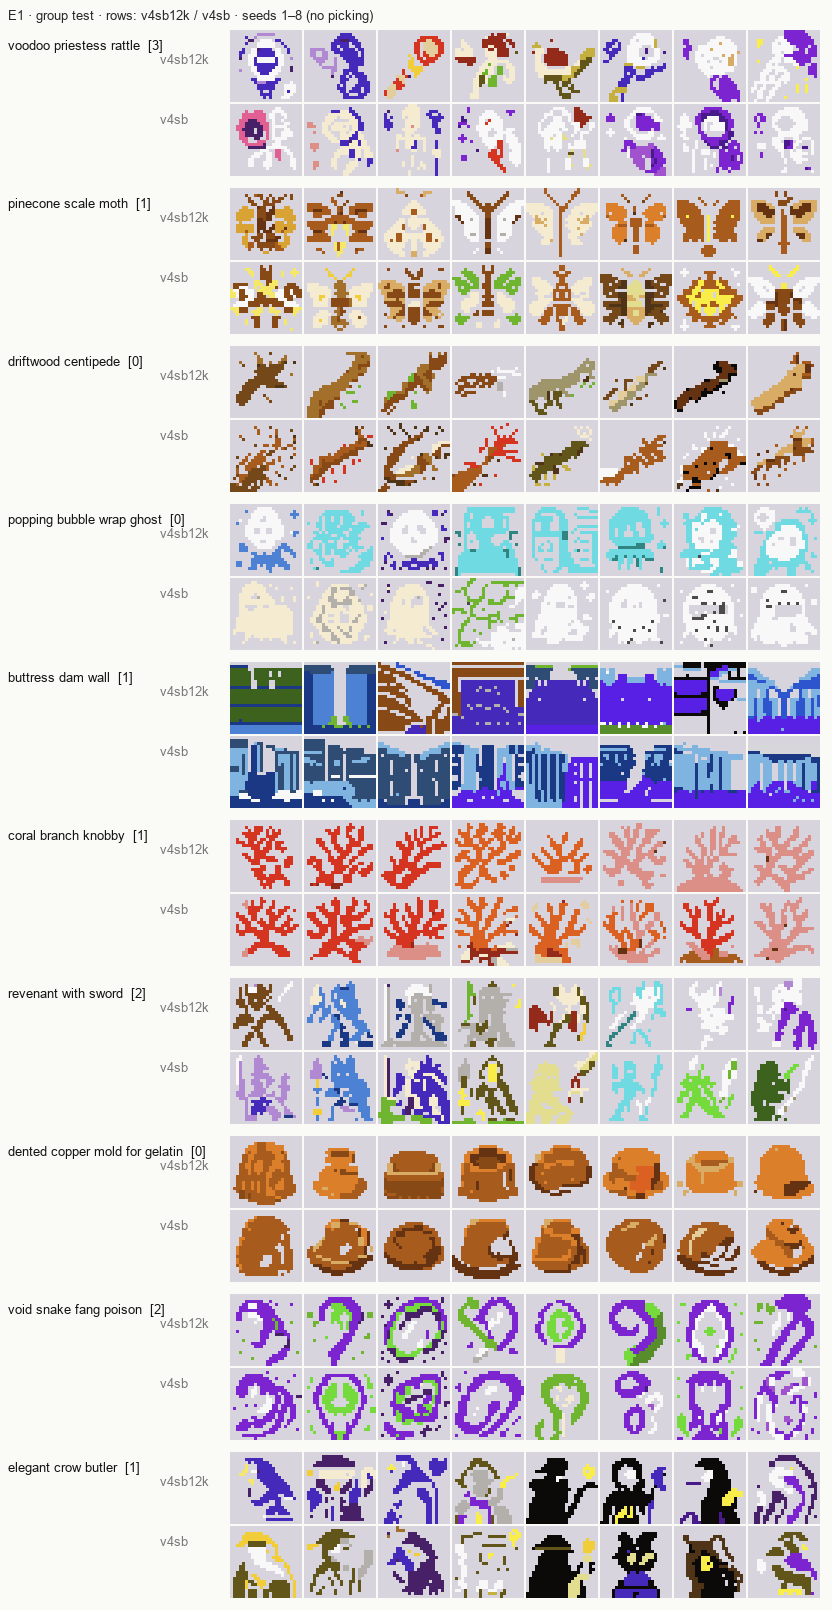 E1 · group test · rows: v4sb12k / v4sb · seeds 1–8 (no picking)
voodoo priestess rattle [3]
v4sb12k
v4sb
pinecone scale moth [1]
v4sb12k
v4sb
driftwood centipede [0]
v4sb12k
v4sb
popping bubble wrap ghost [0]
v4sb12k
v4sb
buttress dam wall [1]
v4sb12k
v4sb
coral branch knobby [1]
v4sb12k
v4sb
revenant with sword [2]
v4sb12k
v4sb
dented copper mold for gelatin [0]
v4sb12k
v4sb
void snake fang poison [2]
v4sb12k
v4sb
elegant crow butler [1]
v4sb12k
v4sb